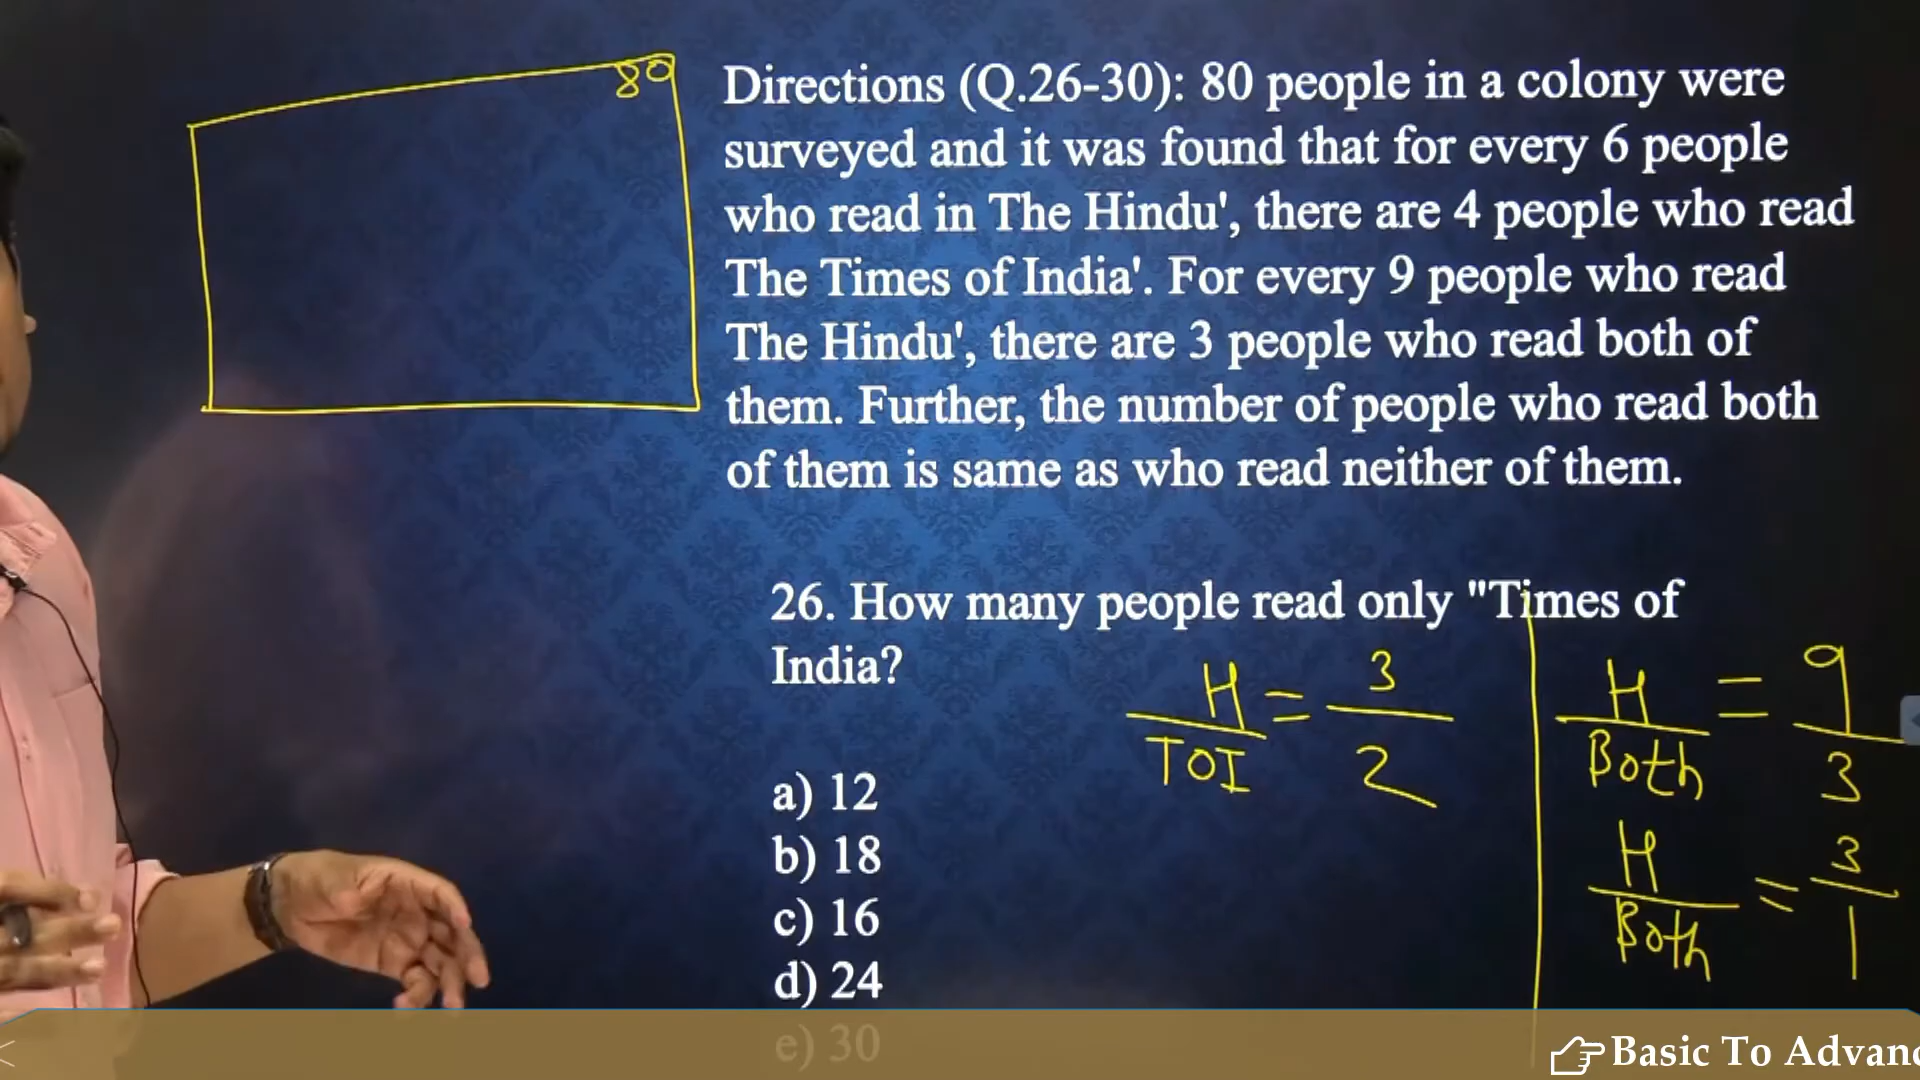 80
Directions (Q.26-30): 80 people in a colony were
surveyed and it was found that for every 6 people
who read in The Hindu', there are 4 people who read
The Times of India'. For every 9 people who read
The Hindu', there are 3 people who read both of
them. Further, the number of people who read both
of them is same as who read neither of them.
26. How many people read only "Times of
India?
H/TOI = 3/2
H/Both = 9/3
H/Both = 3/1
a) 12
b) 18
c) 16
d) 24
e) 30
Basic To Advanc